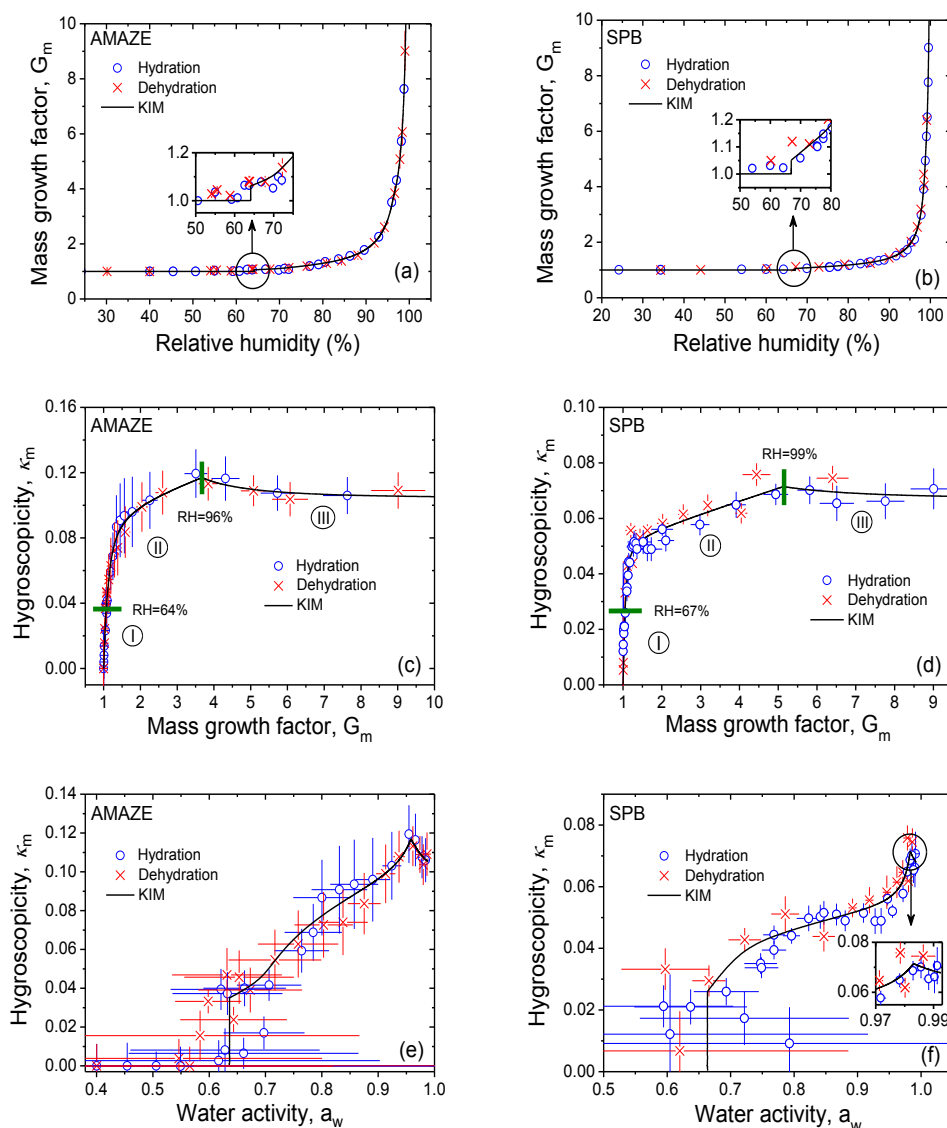 AMAZE
Hydration
Dehydration
KIM
Mass growth factor, Gm
10
8
6
4
2
0
1.2
1.0
50 60 70
(a)
30 40 50 60 70 80 90 100
Relative humidity (%)
SPB
Hydration
Dehydration
KIM
Mass growth factor, Gm
10
8
6
4
2
0
1.2
1.1
1.0
40 50 60 70 80
(b)
20 30 40 50 60 70 80 90 100
Relative humidity (%)
AMAZE
Hygroscopicity, κm
0.16
0.12
0.08
0.04
0.00
RH=96%
III
II
Hydration
Dehydration
KIM
RH=64%
I
(c)
1 2 3 4 5 6 7 8 9 10
Mass growth factor, Gm
SPB
Hygroscopicity, κm
0.10
0.08
0.06
0.04
0.02
0.00
RH=99%
II
III
Hydration
Dehydration
KIM
RH=67%
I
(d)
1 2 3 4 5 6 7 8 9
Mass growth factor, Gm
AMAZE
Hydration
Dehydration
KIM
Hygroscopicity, κm
0.14
0.12
0.10
0.08
0.06
0.04
0.02
0.00
(e)
0.4 0.5 0.6 0.7 0.8 0.9 1.0
Water activity, aw
SPB
Hydration
Dehydration
KIM
Hygroscopicity, κm
0.08
0.06
0.04
0.02
0.00
0.08
0.06
0.97 0.99
(f)
0.5 0.6 0.7 0.8 0.9 1.0
Water activity, aw